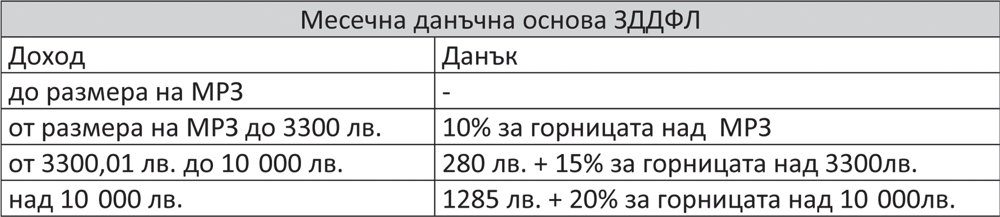 Месечна данъчна основа ЗДДФЛ
Доход Данък
до размера на МРЗ -
от размера на МРЗ до 3300 лв. 10% за горницата над МРЗ
от 3300,01 лв. до 10 000 лв. 280 лв. + 15% за горницата над 3300лв.
над 10 000 лв. 1285 лв. + 20% за горницата над 10 000лв.